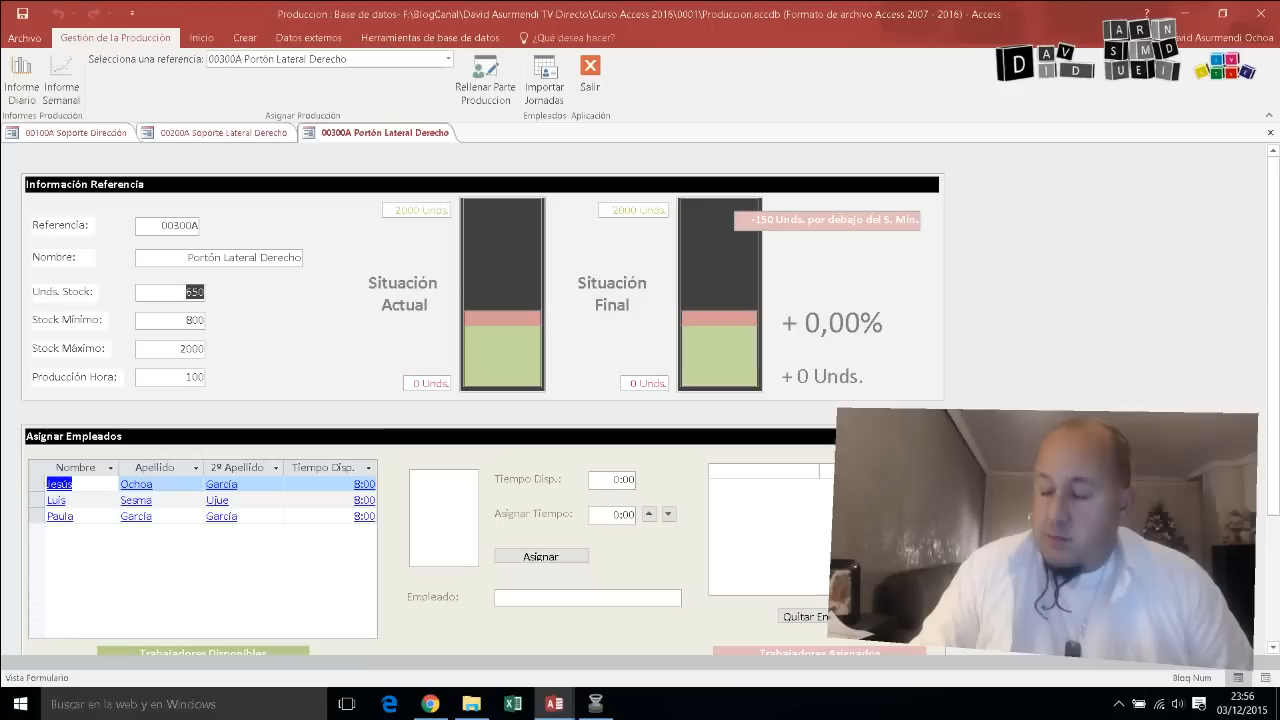 Produccion : Base de datos- F:\BlogCanal\David Asurmendi TV Directo\Curso Access 2016\0001\Produccion.accdb (Formato de archivo Access 2007 - 2016) - Access
Archivo
Gestión de la Producción
Inicio
Crear
Datos externos
Herramientas de base de datos
¿Qué desea hacer?
David Asurmendi Ochoa
Informe Diario
Informe Semanal
Selecciona una referencia:
00300A Portón Lateral Derecho
Rellenar Parte Produccion
Importar Jornadas
Salir
Informes Producción
Asignar Producción
Empleados
Aplicación
00100A Soporte Dirección
00200A Soporte Lateral Derecho
00300A Portón Lateral Derecho
Información Referencia
Referencia:
00300A
Nombre:
Portón Lateral Derecho
Unds. Stock:
650
Stock Mínimo:
800
Stock Máximo:
2000
Producción Hora:
100
2000 Unds.
Situación Actual
0 Unds.
2000 Unds.
Situación Final
0 Unds.
-150 Unds. por debajo del S. Min.
+ 0,00%
+ 0 Unds.
Asignar Empleados
Nombre Apellido 2º Apellido Tiempo Disp.
Jesús Ochoa García 8:00
Luis Sesma Ujue 8:00
Paula García García 8:00
Tiempo Disp.:
0:00
Asignar Tiempo:
0:00
Asignar
Empleado:
Quitar
Trabajadores Disponibles
Trabajadores Asignados
Vista Formulario
Bloq Num
Buscar en la web y en Windows
23:56
03/12/2015